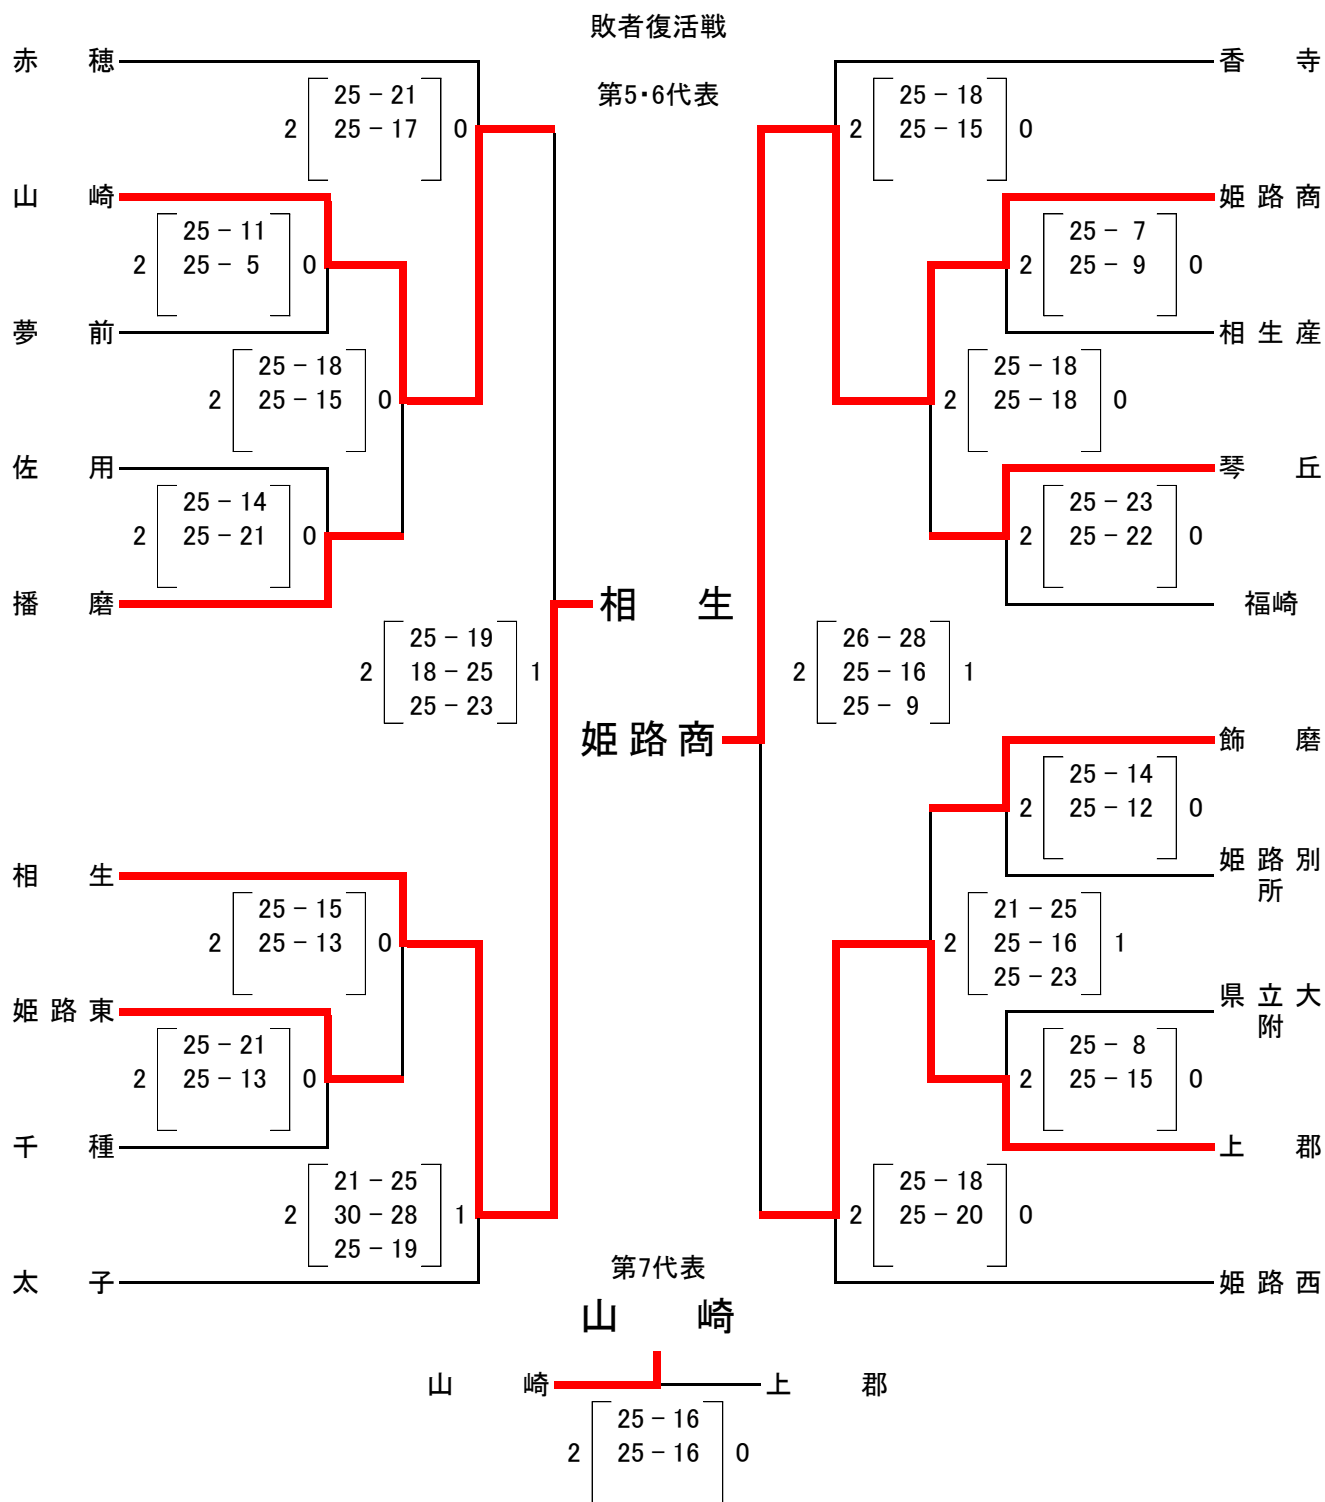 敗者復活戦
第5・6代表
赤穂
25－21
2 25－17 0
山崎
25－11
2 25－5 0
夢前
25－18
2 25－15 0
佐用
25－14
2 25－21 0
播磨
相生
25－19
2 18－25 1
25－23
相生
25－15
2 25－13 0
姫路東
25－21
2 25－13 0
千種
21－25
2 30－28 1
25－19
太子
香寺
25－18
2 25－15 0
姫路商
25－7
2 25－9 0
相生産
25－18
2 25－18 0
琴丘
25－23
2 25－22 0
福崎
26－28
2 25－16 1
25－9
姫路商
飾磨
25－14
2 25－12 0
姫路別
所
21－25
2 25－16 1
25－23
県立大
附
25－8
2 25－15 0
上郡
25－18
2 25－20 0
姫路西
第7代表
山崎
山崎 上郡
25－16
2 25－16 0